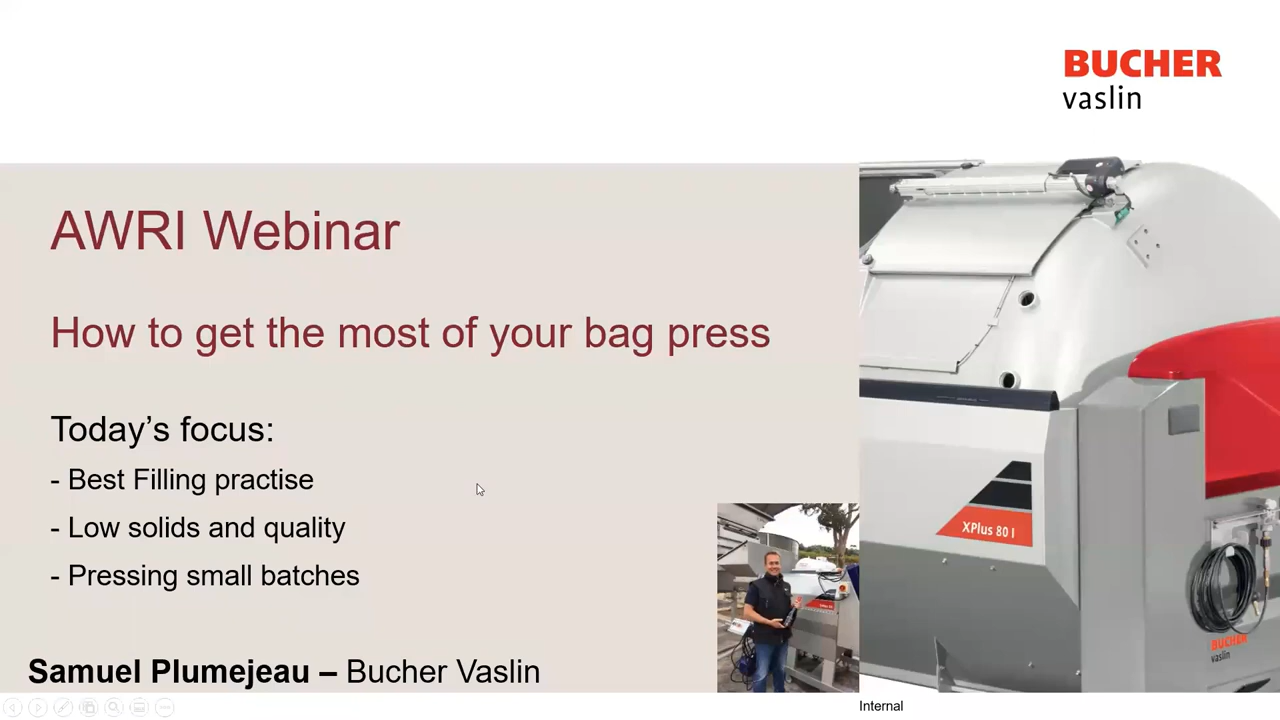 BUCHER
vaslin
AWRI Webinar
How to get the most of your bag press
Today’s focus:
- Best Filling practise
- Low solids and quality
- Pressing small batches
Samuel Plumejeau – Bucher Vaslin
XPlus 80 I
BUCHER
vaslin
Internal